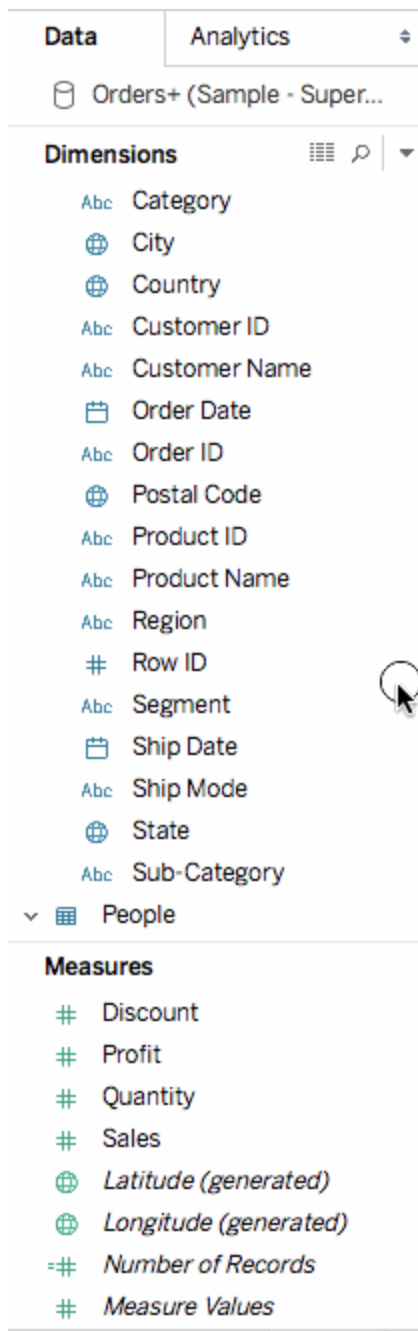 Data Analytics
Orders+ (Sample - Super...
Dimensions
Abc Category
City
Country
Abc Customer ID
Abc Customer Name
Order Date
Abc Order ID
Postal Code
Abc Product ID
Abc Product Name
Abc Region
# Row ID
Abc Segment
Ship Date
Abc Ship Mode
State
Abc Sub-Category
People
Measures
# Discount
# Profit
# Quantity
# Sales
Latitude (generated)
Longitude (generated)
=# Number of Records
# Measure Values